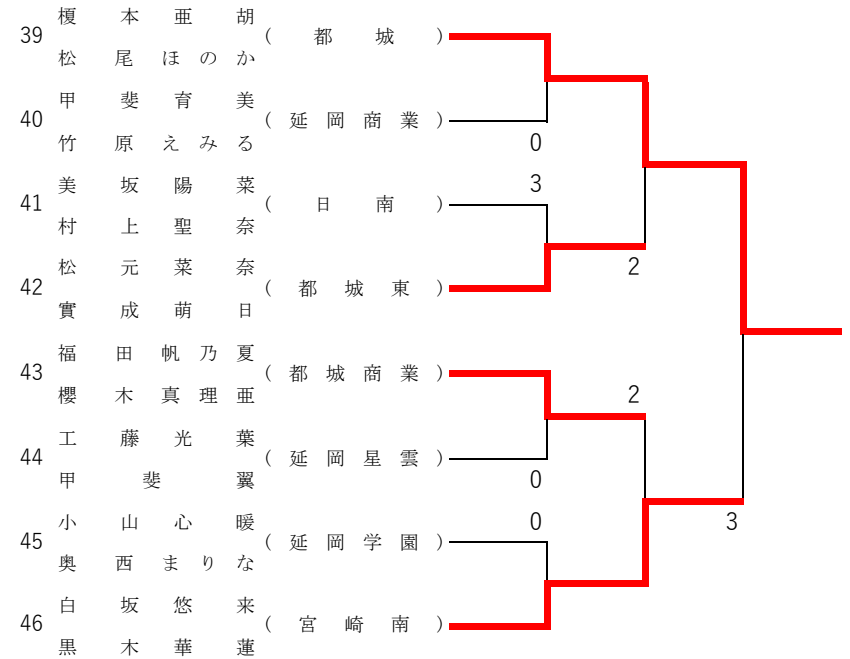 榎本亜胡
39 (都城)
松尾ほのか
甲斐育美
40 (延岡商業)
竹原えみる
0
美坂陽菜
3
41 (日南)
村上聖奈
松元菜奈
2
42 (都城東)
實成萌日
福田帆乃夏
43 (都城商業)
櫻木真理亜
2
工藤光葉
44 (延岡星雲)
甲斐翼
0
小山心暖
0
3
45 (延岡学園)
奥西まりな
白坂悠来
46 (宮崎南)
黒木華蓮